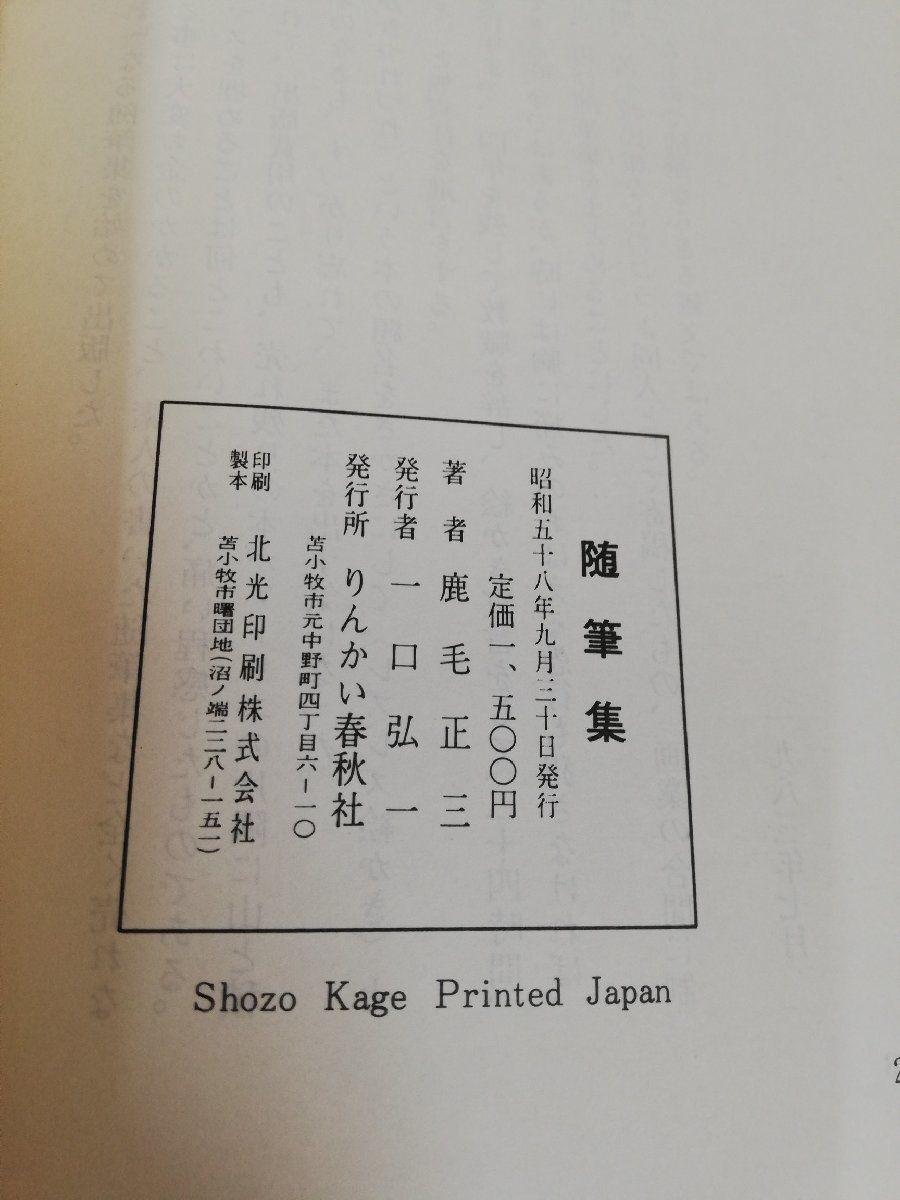 随筆集
昭和五十八年九月三十日発行
定価一、五〇〇円
著者 鹿毛正三
発行者 一口弘一
発行所 りんかい春秋社
苫小牧市元中野町四丁目六ー一〇
印刷
製本
北光印刷株式会社
苫小牧市曙団地(沼ノ端二二八ー一五一)
Shozo Kage Printed Japan